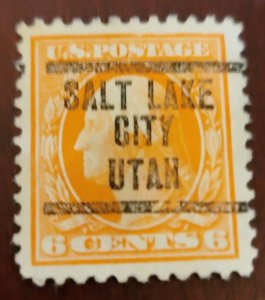 U.S. POSTAGE
SALT LAKE
CITY
UTAH
6 CENTS 6